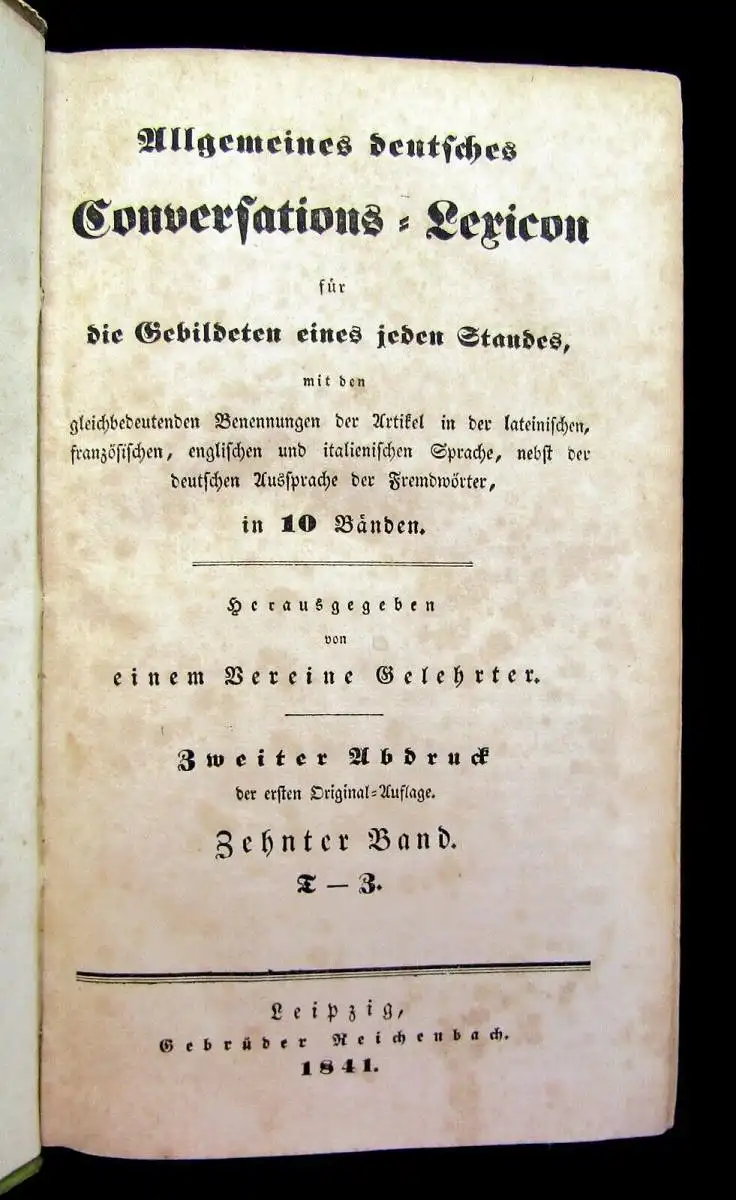 Allgemeines deutsches
Conversations-Lexicon
für
die Gebildeten eines jeden Standes,
mit den
gleichbedeutenden Benennungen der Artikel in der lateinischen,
französischen, englischen und italienischen Sprache, nebst der
deutschen Aussprache der Fremdwörter,
in 10 Bänden.
Herausgegeben
von
einem Vereine Gelehrter.
Zweiter Abdruck
der ersten Original-Auflage.
Zehnter Band.
T — Z.
Leipzig,
Gebrüder Reichenbach.
1841.